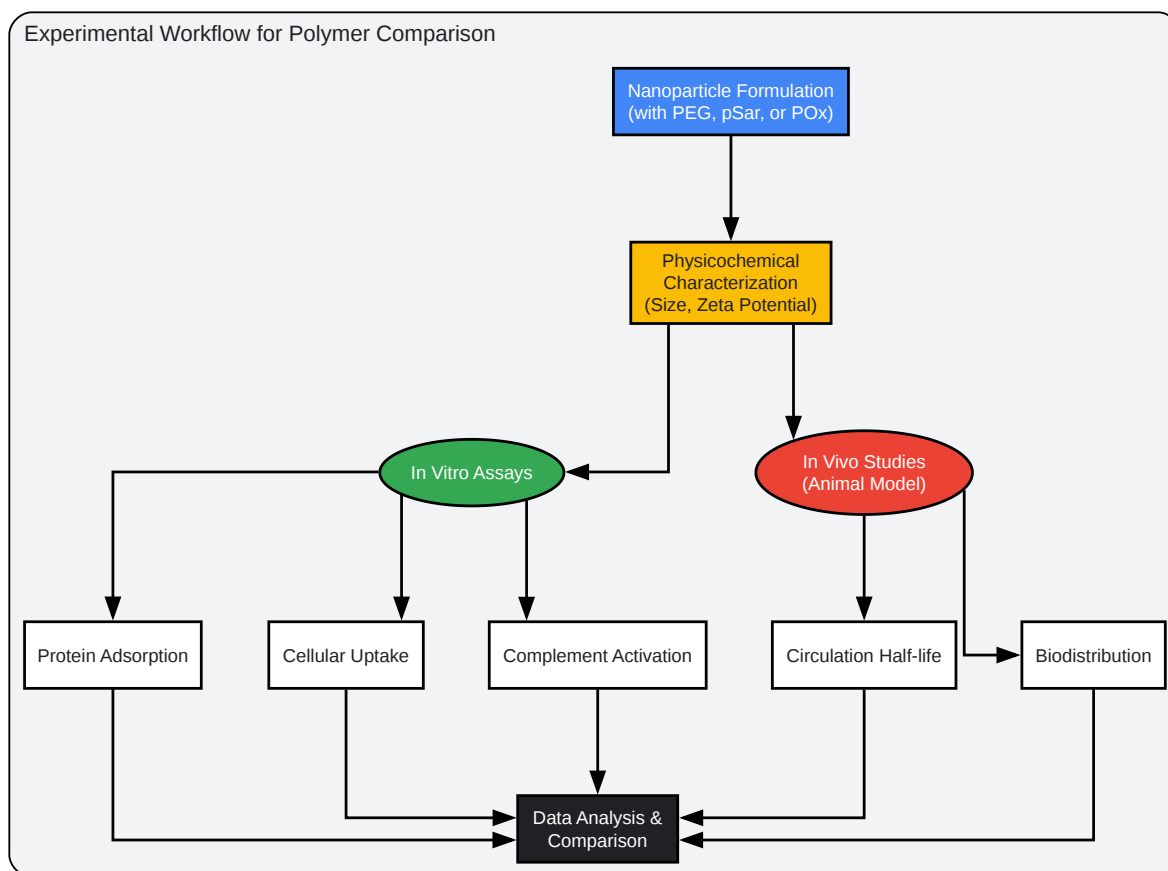 Experimental Workflow for Polymer Comparison
Nanoparticle Formulation
(with PEG, pSar, or POx)
Physicochemical
Characterization
(Size, Zeta Potential)
In Vitro Assays
In Vivo Studies
(Animal Model)
Protein Adsorption
Cellular Uptake
Complement Activation
Circulation Half-life
Biodistribution
Data Analysis &
Comparison